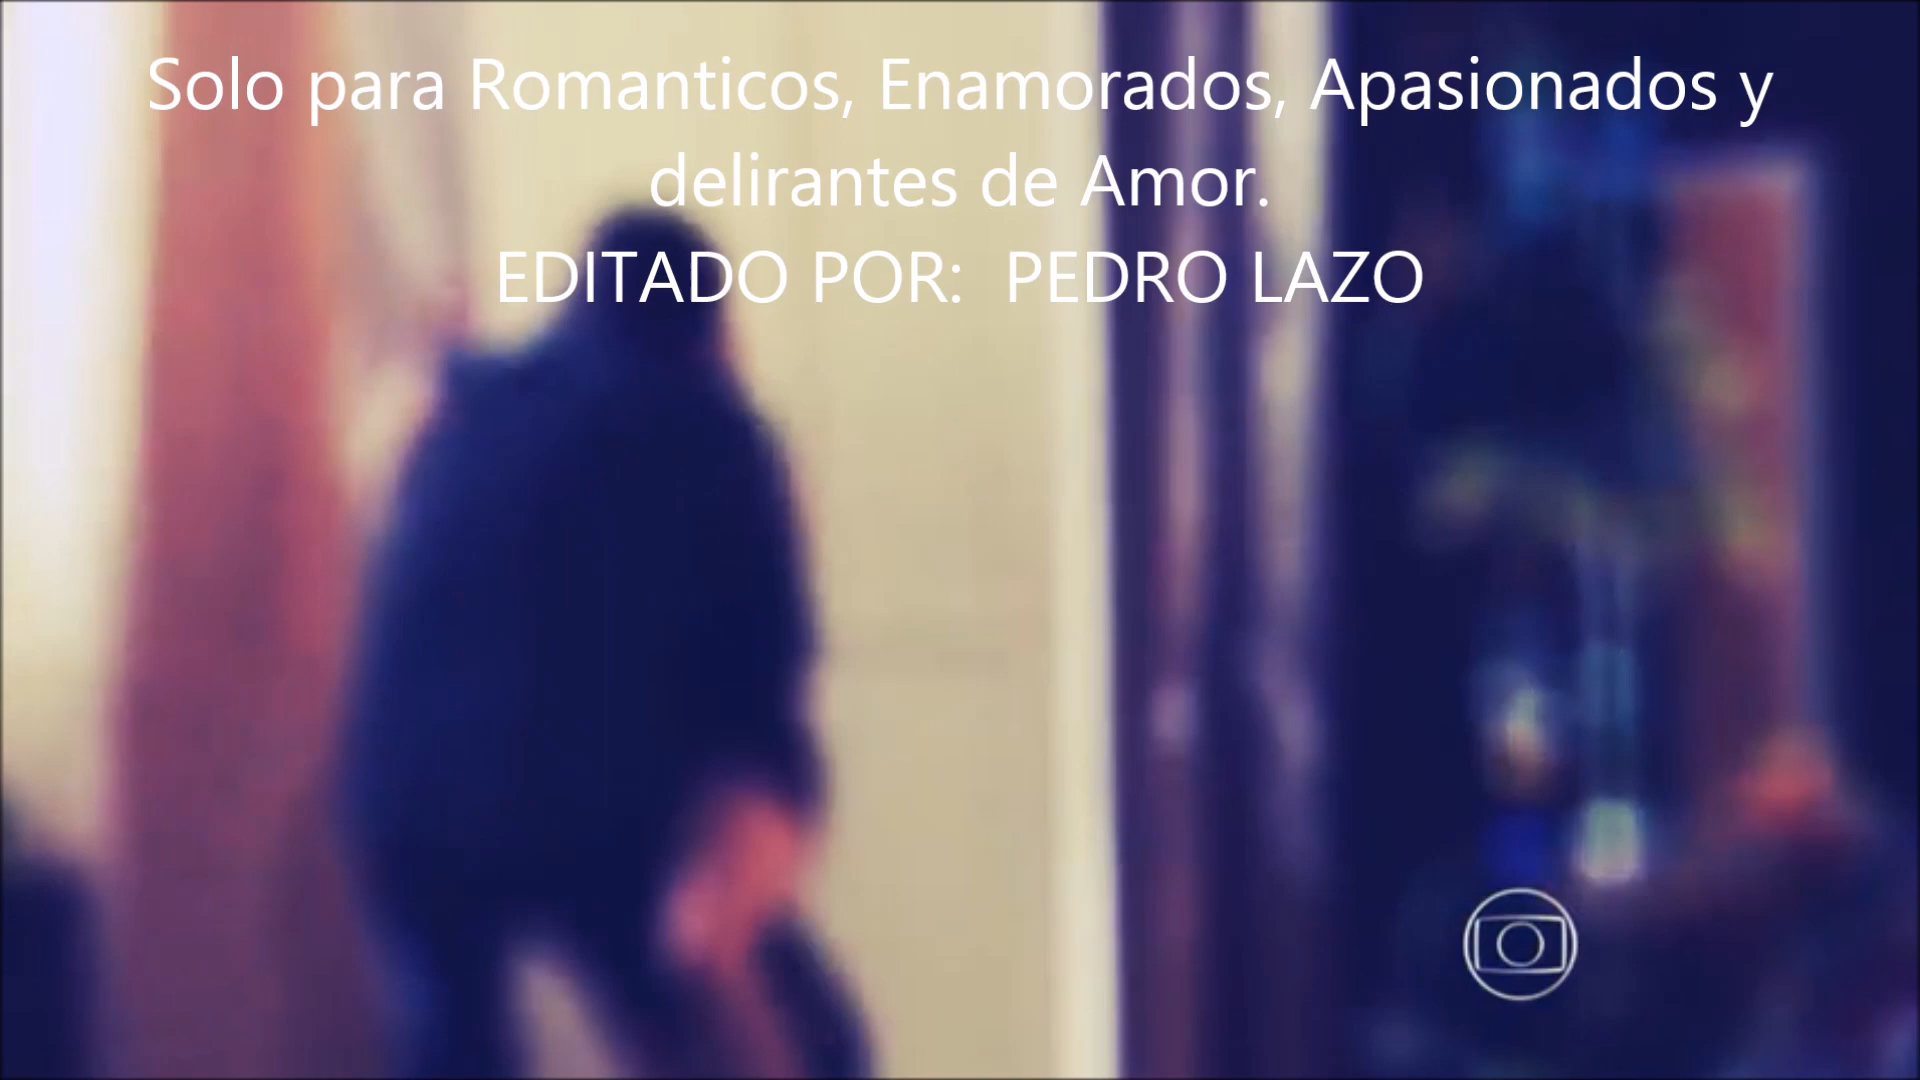 Solo para Romanticos, Enamorados, Apasionados y
delirantes de Amor.
EDITADO POR:  PEDRO LAZO